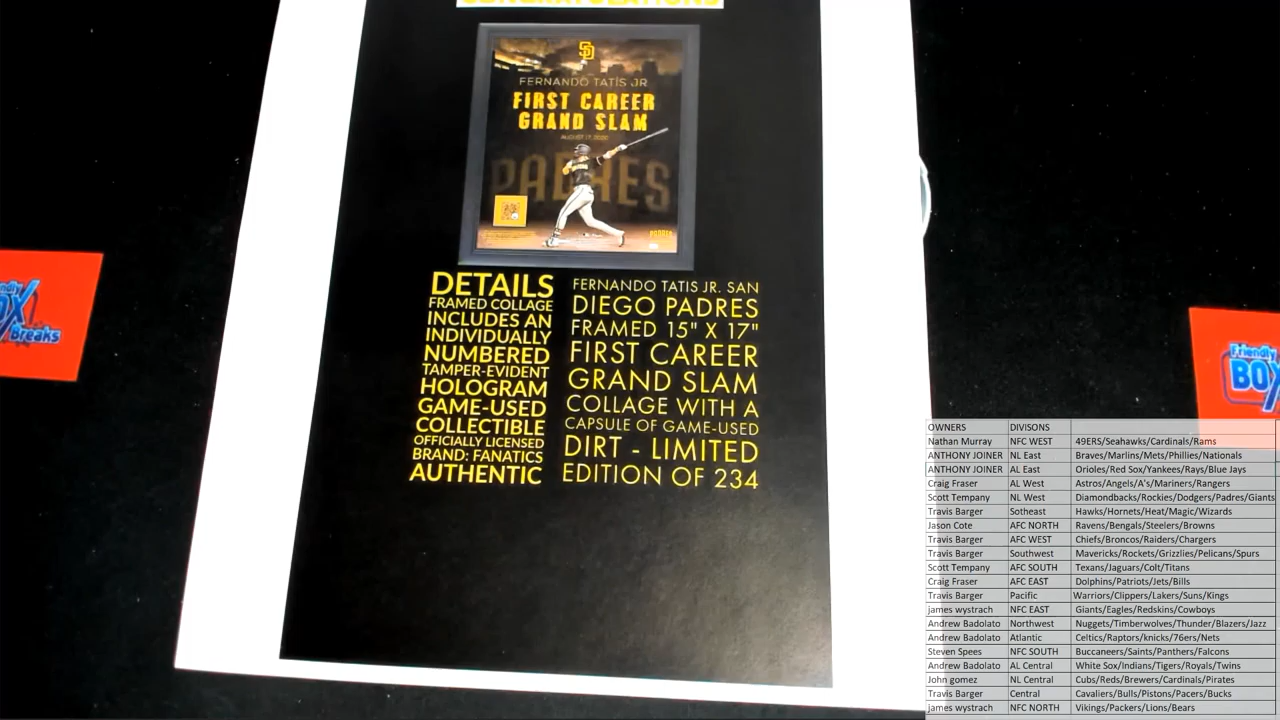 CONGRATULATIONS
SD
FERNANDO TATÍS JR
FIRST CAREER
GRAND SLAM
AUGUST 17, 2020
PADRES
PADRES
DETAILS
FRAMED COLLAGE
INCLUDES AN
INDIVIDUALLY
NUMBERED
TAMPER-EVIDENT
HOLOGRAM
GAME-USED
COLLECTIBLE
OFFICIALLY LICENSED
BRAND: FANATICS
AUTHENTIC
FERNANDO TATIS JR. SAN
DIEGO PADRES
FRAMED 15" X 17"
FIRST CAREER
GRAND SLAM
COLLAGE WITH A
CAPSULE OF GAME-USED
DIRT - LIMITED
EDITION OF 234
Breaks
Friendly
BOX
OWNERS DIVISONS
Nathan Murray NFC WEST 49ERS/Seahawks/Cardinals/Rams
ANTHONY JOINER NL East Braves/Marlins/Mets/Phillies/Nationals
ANTHONY JOINER AL East Orioles/Red Sox/Yankees/Rays/Blue Jays
Craig Fraser AL West Astros/Angels/A's/Mariners/Rangers
Scott Tempany NL West Diamondbacks/Rockies/Dodgers/Padres/Giants
Travis Barger Sotheast Hawks/Hornets/Heat/Magic/Wizards
Jason Cote AFC NORTH Ravens/Bengals/Steelers/Browns
Travis Barger AFC WEST Chiefs/Broncos/Raiders/Chargers
Travis Barger Southwest Mavericks/Rockets/Grizzlies/Pelicans/Spurs
Scott Tempany AFC SOUTH Texans/Jaguars/Colt/Titans
Craig Fraser AFC EAST Dolphins/Patriots/Jets/Bills
Travis Barger Pacific Warriors/Clippers/Lakers/Suns/Kings
james wystrach NFC EAST Giants/Eagles/Redskins/Cowboys
Andrew Badolato Northwest Nuggets/Timberwolves/Thunder/Blazers/Jazz
Andrew Badolato Atlantic Celtics/Raptors/knicks/76ers/Nets
Steven Spees NFC SOUTH Buccaneers/Saints/Panthers/Falcons
Andrew Badolato AL Central White Sox/Indians/Tigers/Royals/Twins
John gomez NL Central Cubs/Reds/Brewers/Cardinals/Pirates
Travis Barger Central Cavaliers/Bulls/Pistons/Pacers/Bucks
james wystrach NFC NORTH Vikings/Packers/Lions/Bears